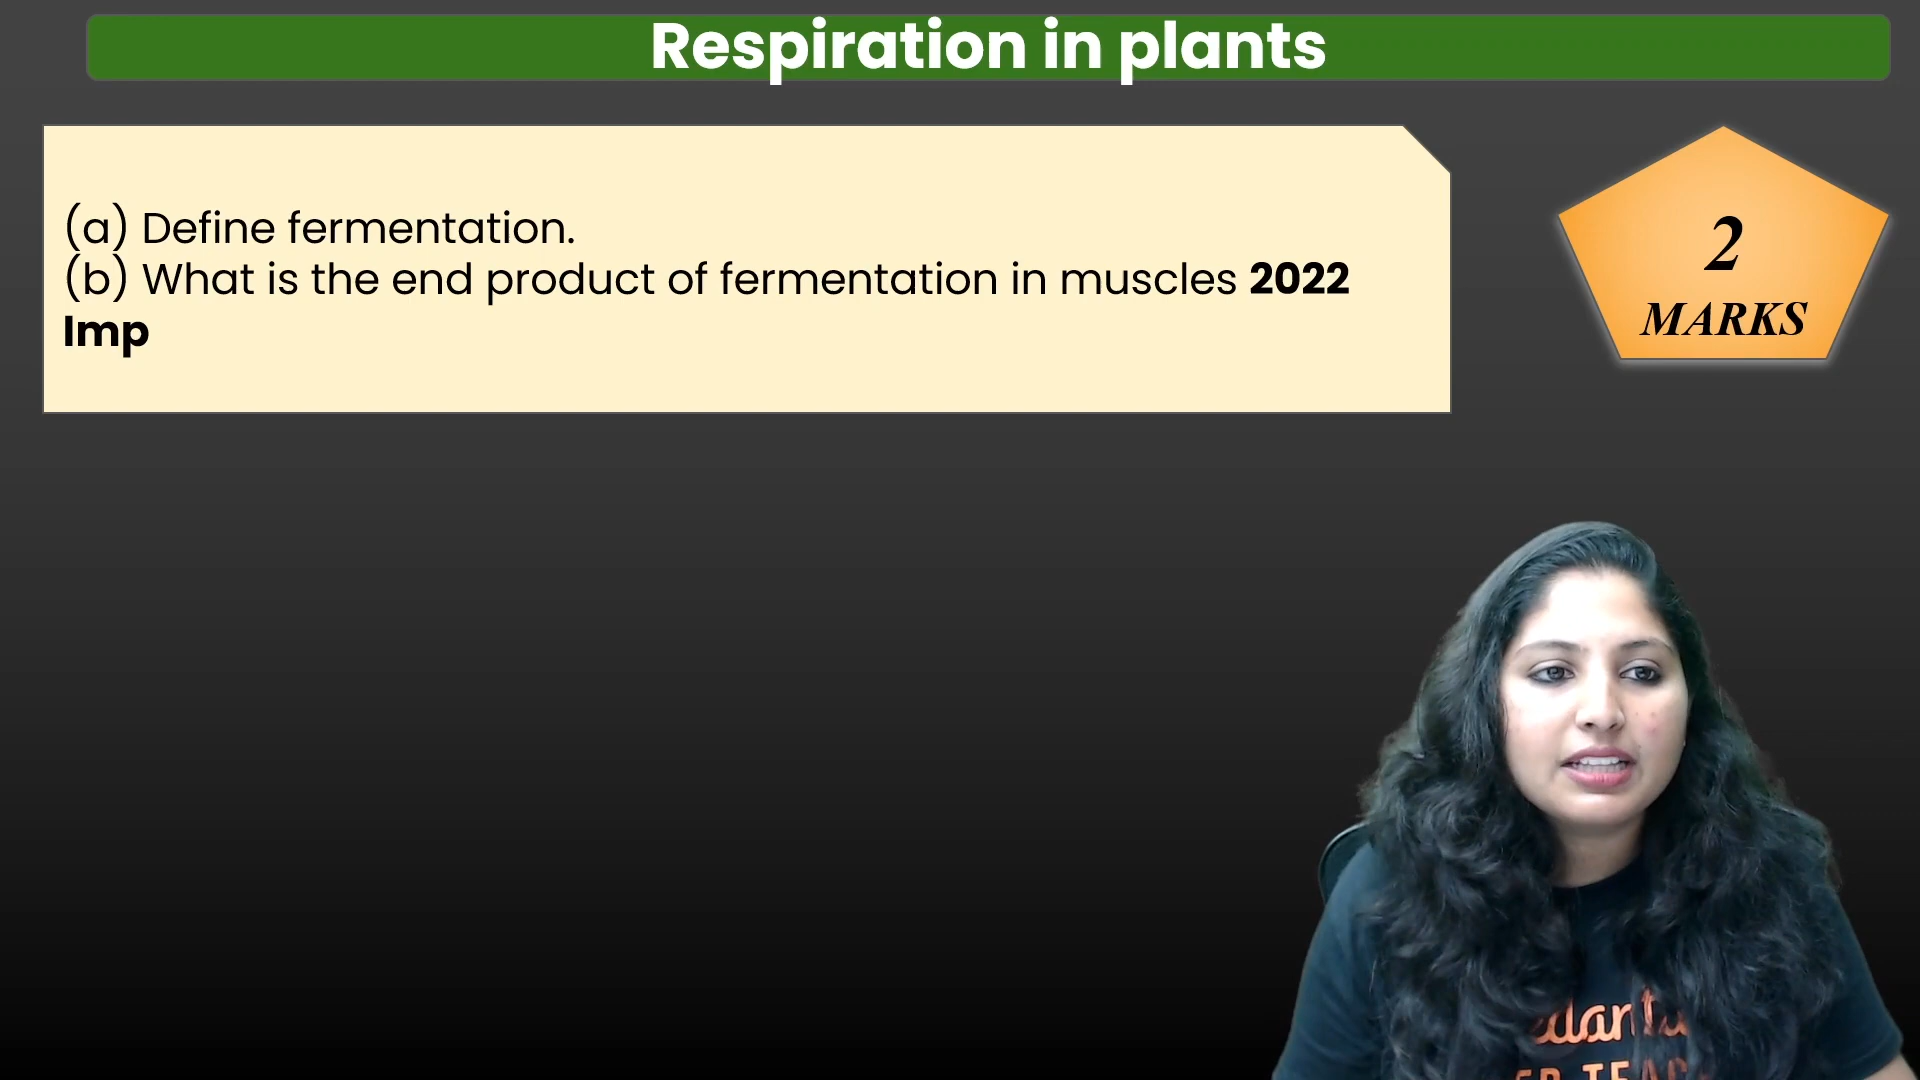 Respiration in plants
(a) Define fermentation.
(b) What is the end product of fermentation in muscles 2022
Imp
2
MARKS